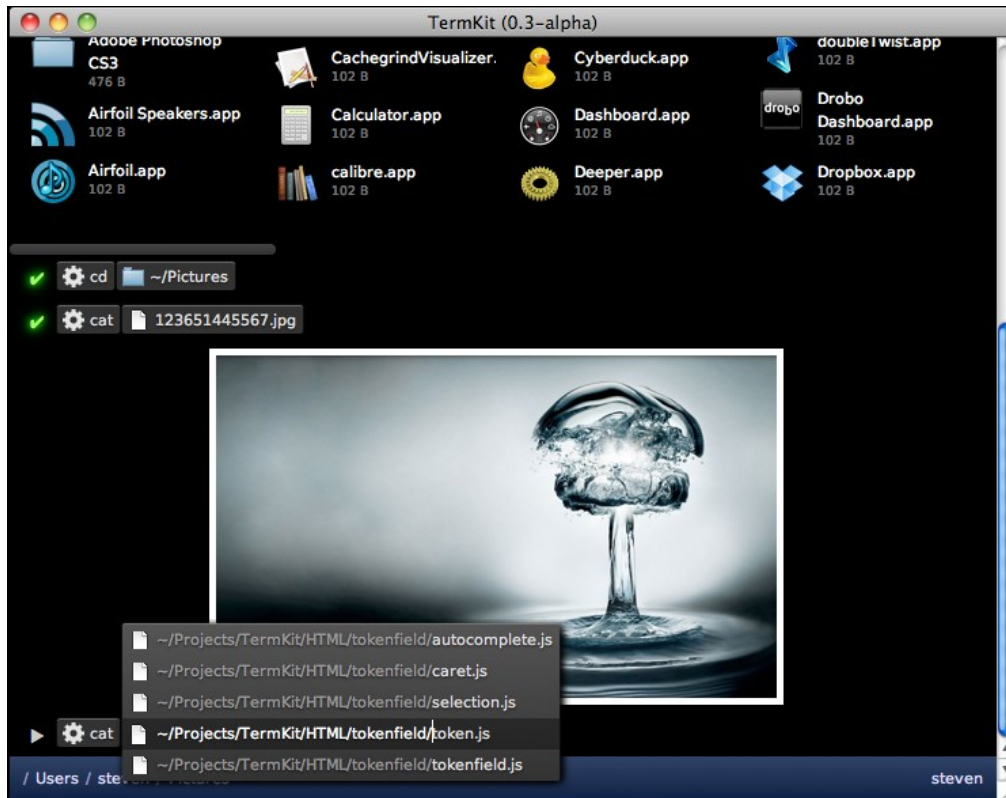 TermKit (0.3-alpha)
Adobe Photoshop
CS3
476 B
CachegrindVisualizer.
102 B
Cyberduck.app
102 B
doubleTwist.app
102 B
Airfoil Speakers.app
102 B
Calculator.app
102 B
Dashboard.app
102 B
drobo
Drobo
Dashboard.app
102 B
Airfoil.app
102 B
calibre.app
102 B
Deeper.app
102 B
Dropbox.app
102 B
cd ~/Pictures
cat 123651445567.jpg
~/Projects/TermKit/HTML/tokenfield/autocomplete.js
~/Projects/TermKit/HTML/tokenfield/caret.js
~/Projects/TermKit/HTML/tokenfield/selection.js
cat ~/Projects/TermKit/HTML/tokenfield/token.js
~/Projects/TermKit/HTML/tokenfield/tokenfield.js
/ Users / steven / Pictures steven